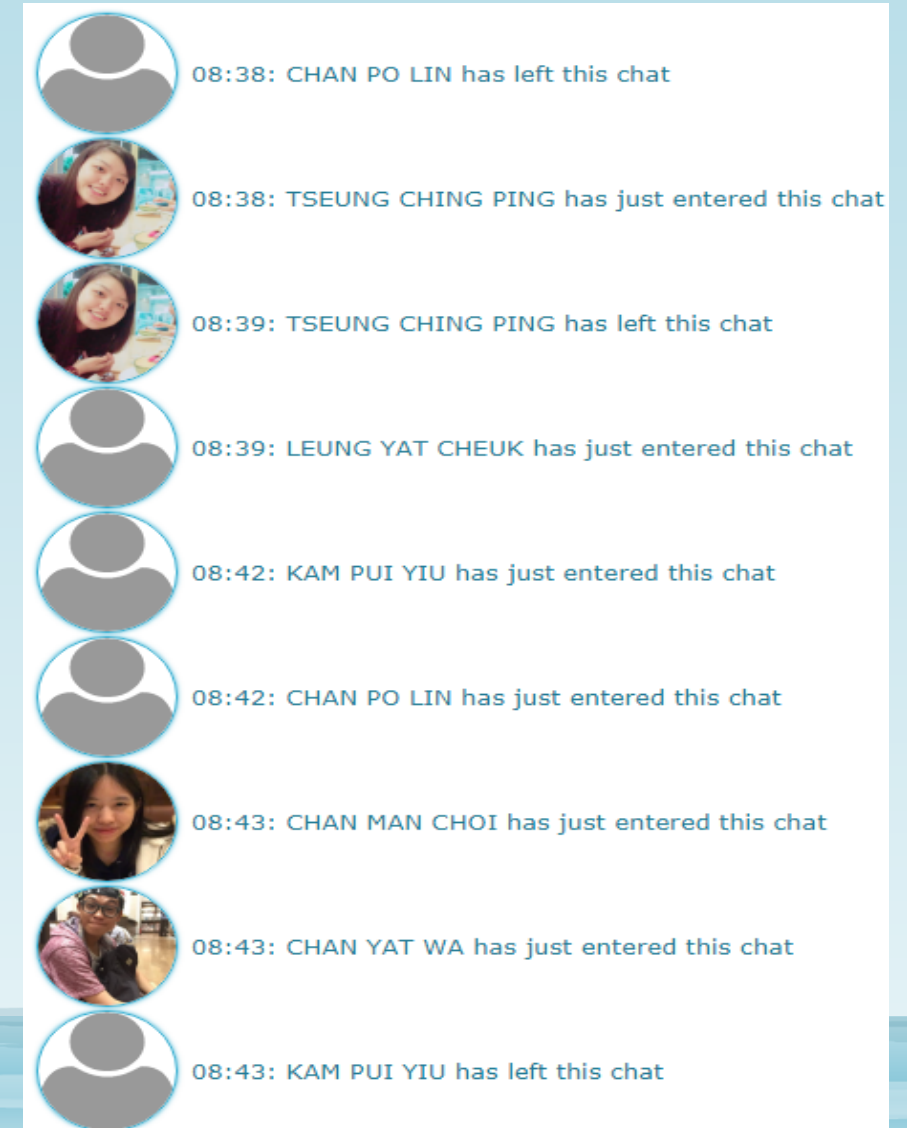 08:38: CHAN PO LIN has left this chat
08:38: TSEUNG CHING PING has just entered this chat
08:39: TSEUNG CHING PING has left this chat
08:39: LEUNG YAT CHEUK has just entered this chat
08:42: KAM PUI YIU has just entered this chat
08:42: CHAN PO LIN has just entered this chat
08:43: CHAN MAN CHOI has just entered this chat
08:43: CHAN YAT WA has just entered this chat
08:43: KAM PUI YIU has left this chat